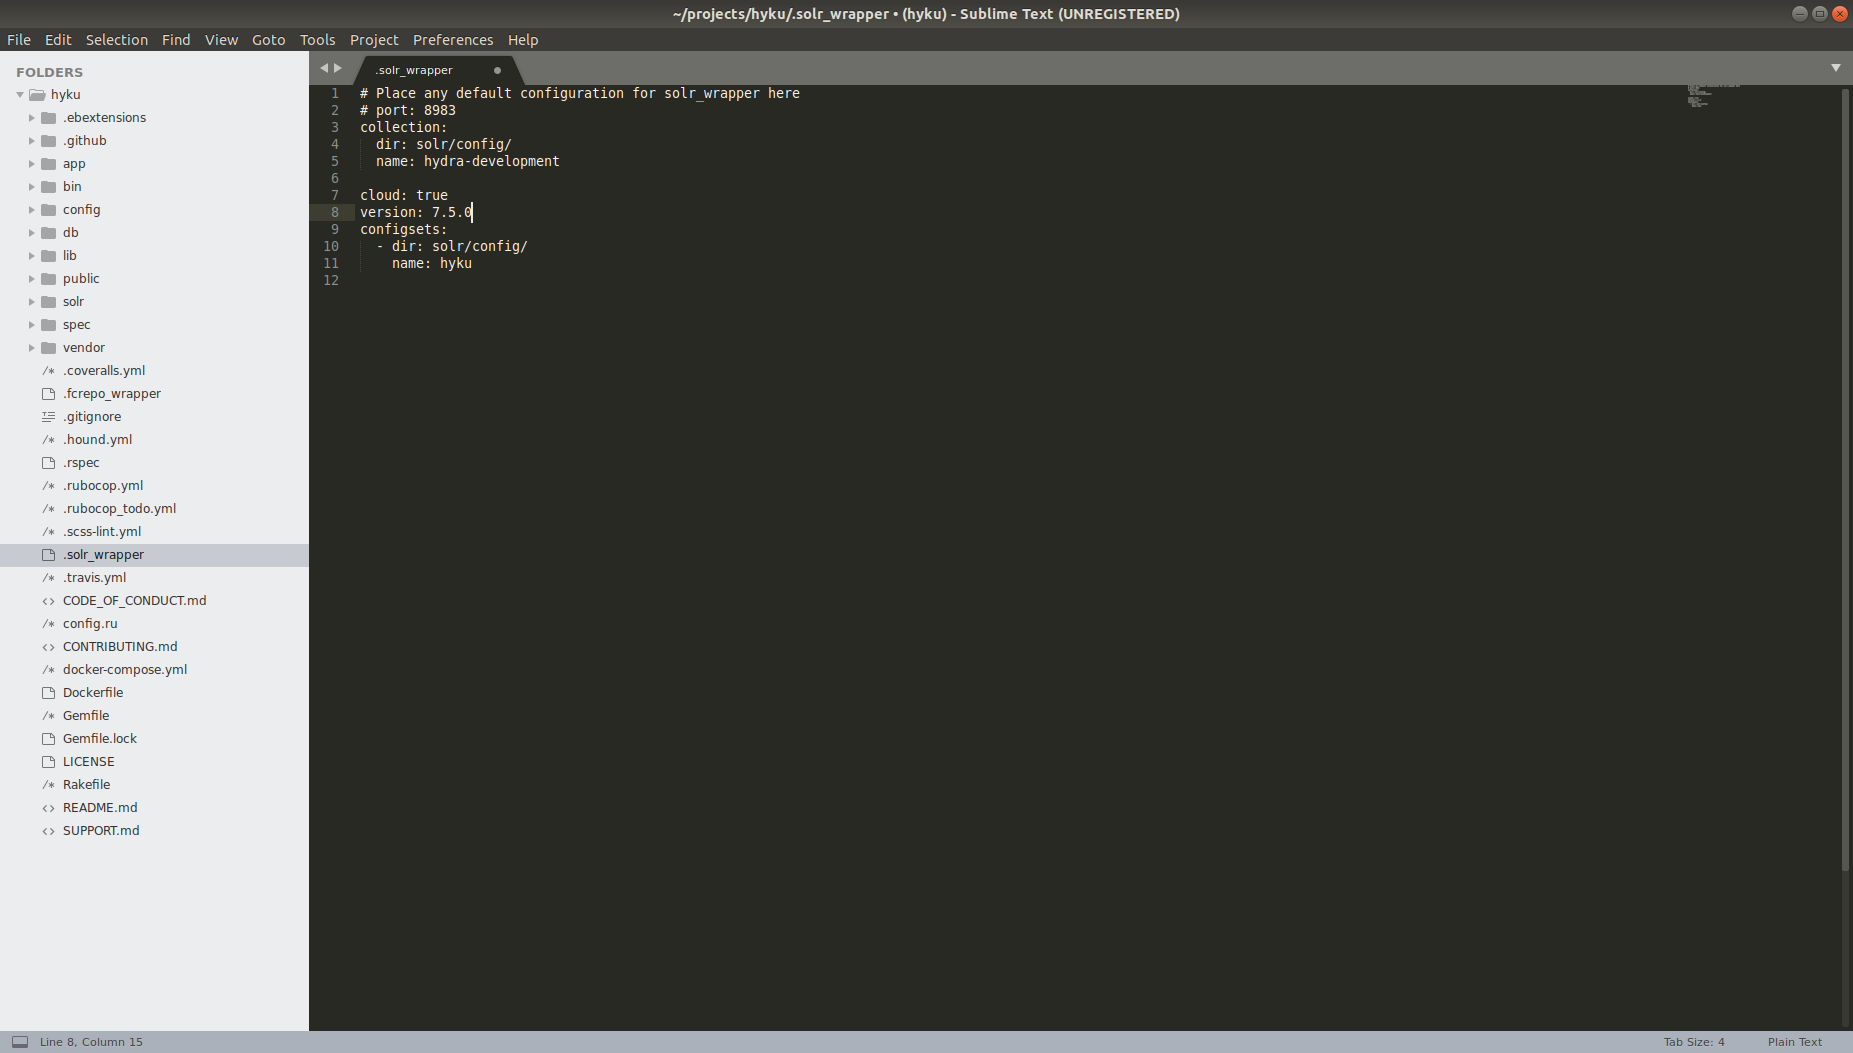 ~/projects/hyku/.solr_wrapper • (hyku) - Sublime Text (UNREGISTERED)
File Edit Selection Find View Goto Tools Project Preferences Help
FOLDERS
hyku
.ebextensions
.github
app
bin
config
db
lib
public
solr
spec
vendor
/* .coveralls.yml
.fcrepo_wrapper
.gitignore
/* .hound.yml
.rspec
/* .rubocop.yml
/* .rubocop_todo.yml
/* .scss-lint.yml
.solr_wrapper
/* .travis.yml
<> CODE_OF_CONDUCT.md
/* config.ru
<> CONTRIBUTING.md
/* docker-compose.yml
Dockerfile
/* Gemfile
Gemfile.lock
LICENSE
/* Rakefile
<> README.md
<> SUPPORT.md
.solr_wrapper
1 # Place any default configuration for solr_wrapper here
2 # port: 8983
3 collection:
4   dir: solr/config/
5   name: hydra-development
6
7 cloud: true
8 version: 7.5.0
9 configsets:
10   - dir: solr/config/
11     name: hyku
12
Line 8, Column 15
Tab Size: 4
Plain Text